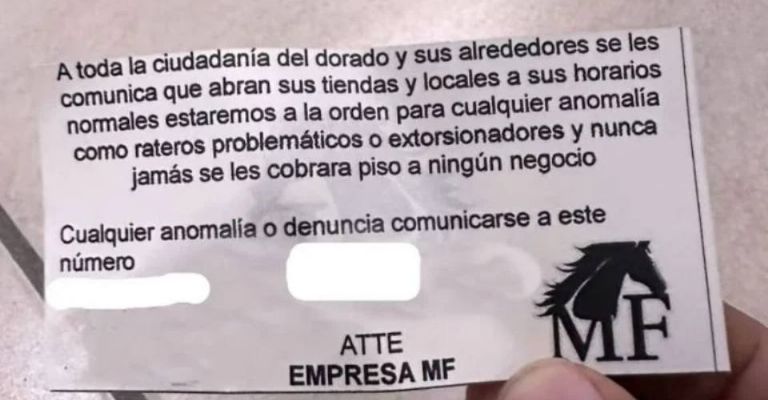 A toda la ciudadanía del dorado y sus alrededores se les
comunica que abran sus tiendas y locales a sus horarios
normales estaremos a la orden para cualquier anomalía
como rateros problemáticos o extorsionadores y nunca
jamás se les cobrara piso a ningún negocio
Cualquier anomalía o denuncia comunicarse a este
número
ATTE
EMPRESA MF
MF